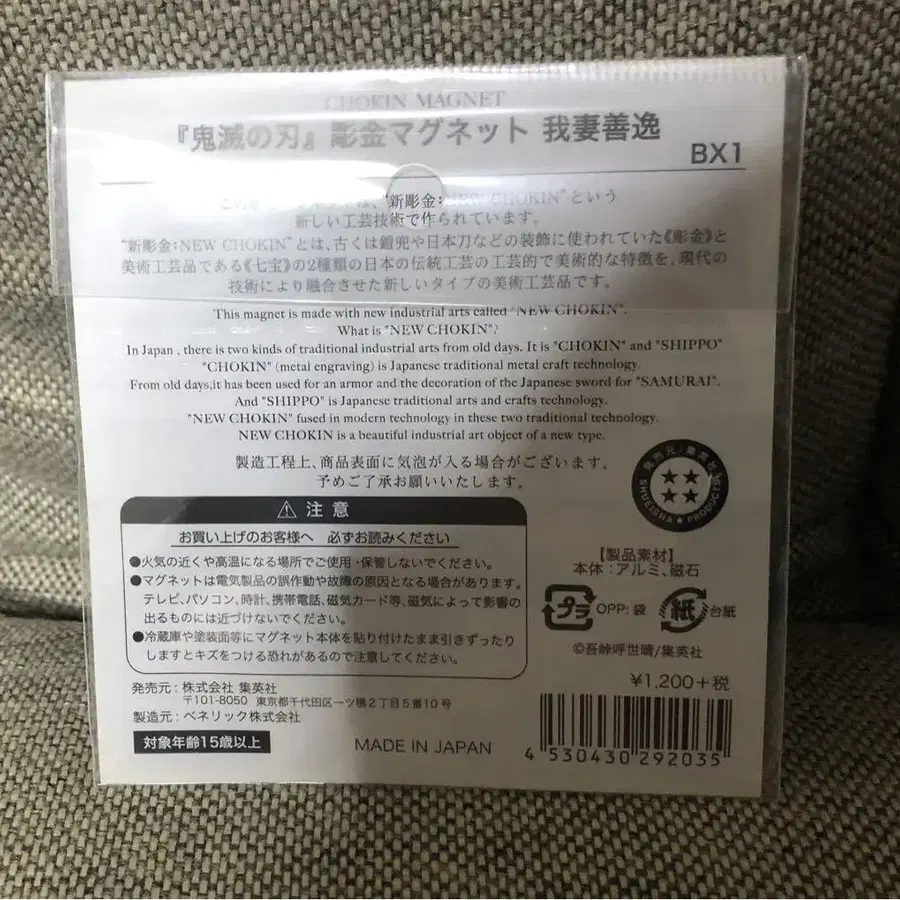 CHOKIN MAGNET
『鬼滅の刃』彫金マグネット 我妻善逸
BX1
は、"新彫金:NEW CHOKIN"という
新しい工芸技術で作られています。
"新彫金:NEW CHOKIN"とは、古くは鎧兜や日本刀などの装飾に使われていた《彫金》と
美術工芸品である《七宝》の2種類の日本の伝統工芸の工芸的で美術的な特徴を、現代の
技術により融合させた新しいタイプの美術工芸品です。
This magnet is made with new industrial arts called "NEW CHOKIN".
What is "NEW CHOKIN"?
In Japan , there is two kinds of traditional industrial arts from old days. It is "CHOKIN" and "SHIPPO"
"CHOKIN" (metal engraving) is Japanese traditional metal craft technology.
From old days,it has been used for an armor and the decoration of the Japanese sword for "SAMURAI".
And "SHIPPO" is Japanese traditional arts and crafts technology.
"NEW CHOKIN" fused in modern technology in these two traditional technology.
NEW CHOKIN is a beautiful industrial art object of a new type.
製造工程上、商品表面に気泡が入る場合がございます。
予めご了承お願いいたします。
発売元:集英社
SHUEISHA ★ PRODUCTS
⚠ 注意
お買い上げのお客様へ 必ずお読みください
●火気の近くや高温になる場所でご使用・保管しないでください。
●マグネットは電気製品の誤作動や故障の原因となる場合があります。
テレビ、パソコン、時計、携帯電話、磁気カード等、磁気によって影響の
出るものには近づけないでください。
●冷蔵庫や塗装面等にマグネット本体を貼り付けたまま引きずったり
しますとキズをつける恐れがあるので注意してください。
【製品素材】
本体:アルミ、磁石
プラ OPP:袋 紙 台紙
©吾峠呼世晴/集英社
¥1,200+税
発売元:株式会社 集英社
〒101-8050 東京都千代田区一ツ橋2丁目5番10号
製造元:ベネリック株式会社
対象年齢15歳以上
MADE IN JAPAN
4 530430 292035